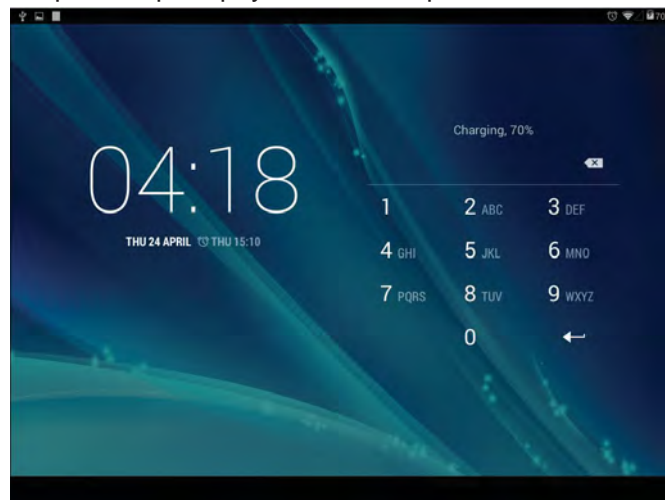 70
Charging, 70%
04:18
THU 24 APRIL THU 15:10
1 2 ABC 3 DEF
4 GHI 5 JKL 6 MNO
7 PQRS 8 TUV 9 WXYZ
0